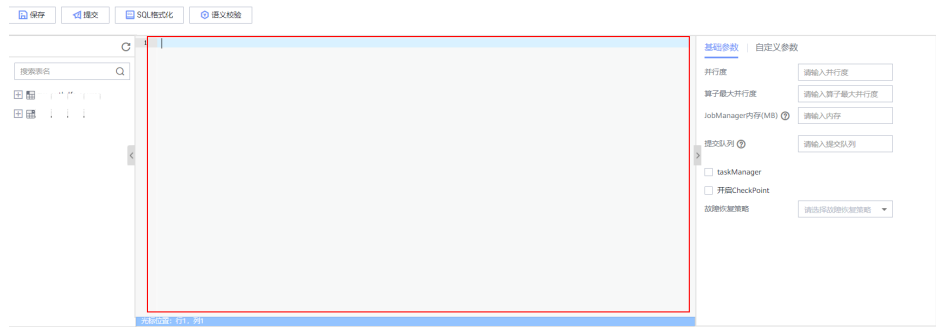 保存 提交 SQL格式化 语义校验
1
搜索表名
基础参数 自定义参数
并行度 请输入并行度
算子最大并行度 请输入算子最大并行度
JobManager内存(MB) 请输入内存
提交队列 请输入提交队列
taskManager
开启CheckPoint
故障恢复策略 请选择故障恢复策略
光标位置：行1，列1